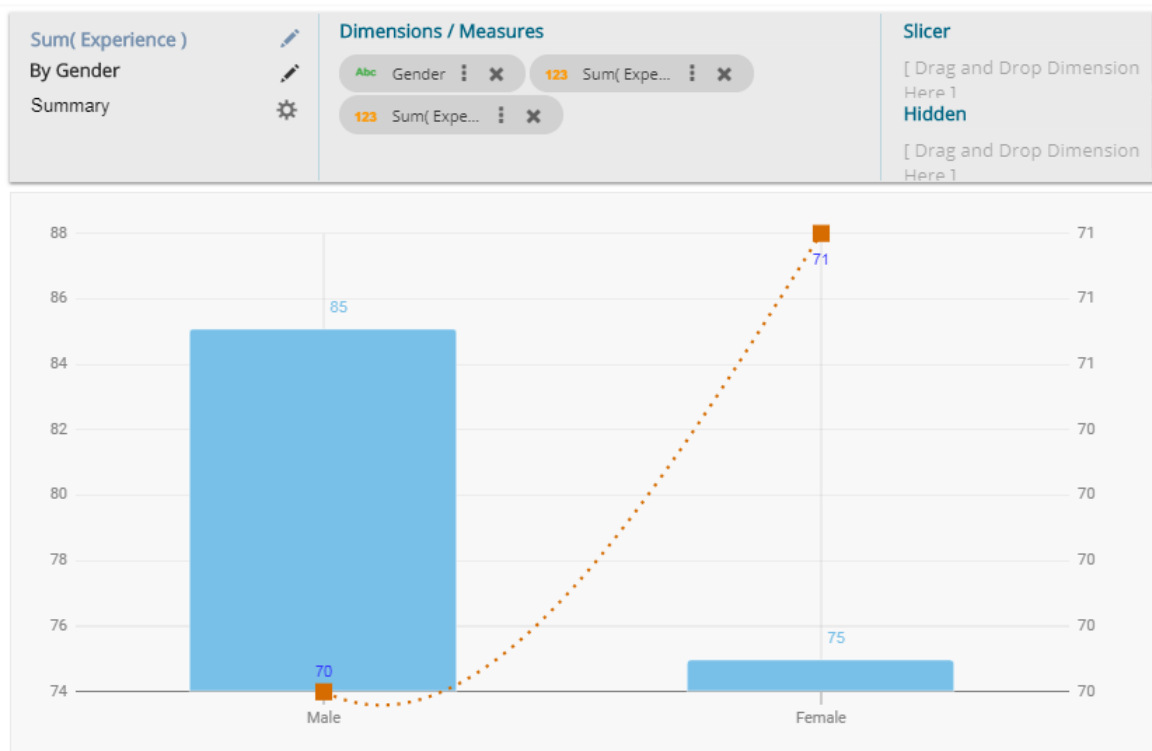 Sum( Experience )
By Gender
Summary
Dimensions / Measures
Abc Gender
123 Sum( Expe...
123 Sum( Expe...
Slicer
[ Drag and Drop Dimension
Here ]
Hidden
[ Drag and Drop Dimension
Here ]
88
86
84
82
80
78
76
74
85
70
75
71
71
71
71
70
70
70
70
70
Male
Female